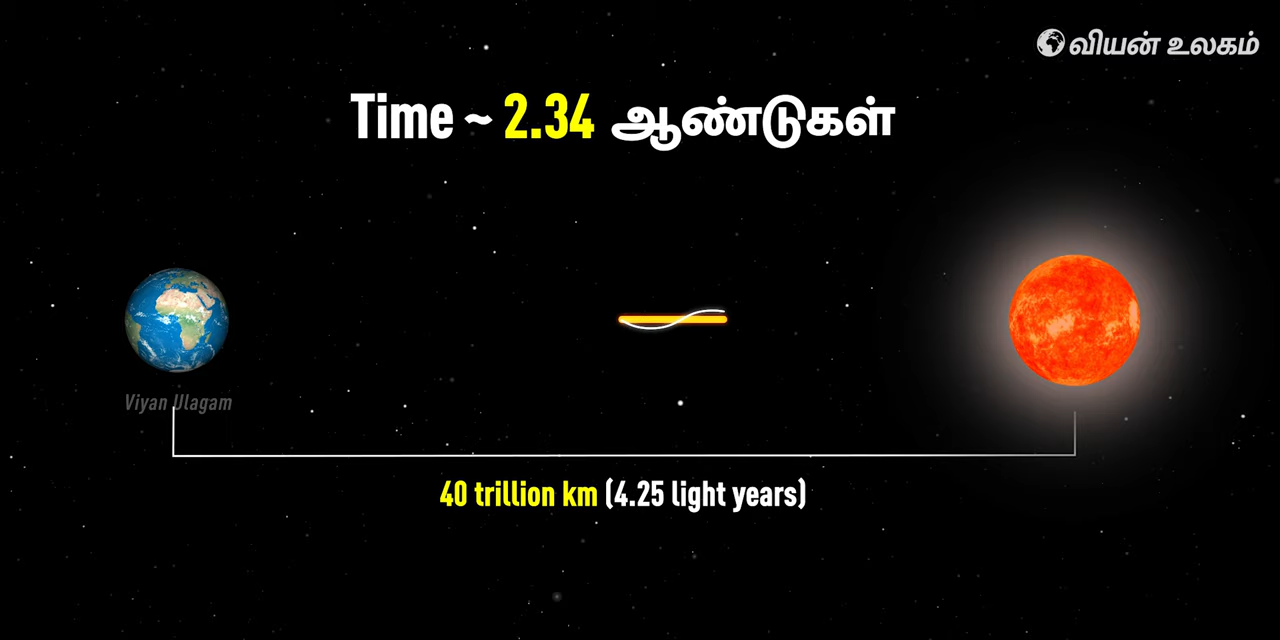 வியன் உலகம்
Time ~ 2.34 ஆண்டுகள்
Viyan Ulagam
40 trillion km (4.25 light years)